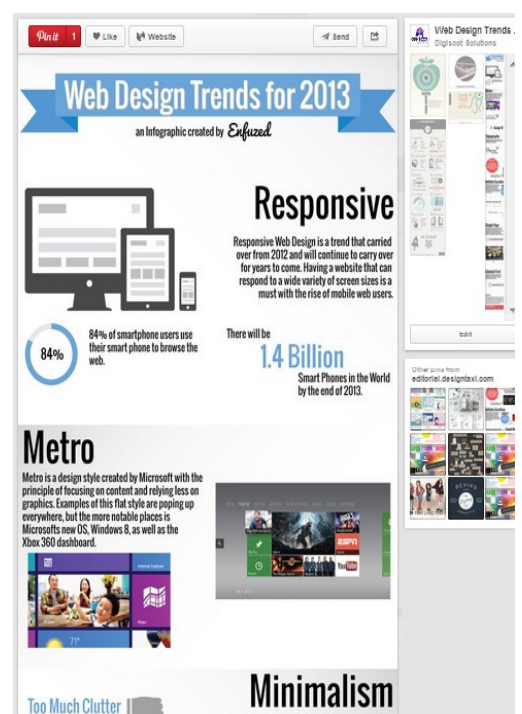 Pin it 1
Like
Website
Send
Web Design Trends for 2013
an Infographic created by Enfuzed
Responsive
Responsive Web Design is a trend that carried
over from 2012 and will continue to carry over
for years to come. Having a website that can
respond to a wide variety of screen sizes is a
must with the rise of mobile web users.
84%
84% of smartphone users use
their smart phone to browse the
web.
There will be
1.4 Billion
Smart Phones in the World
by the end of 2013.
Metro
Metro is a design style created by Microsoft with the
principle of focusing on content and relying less on
graphics. Examples of this flat style are poping up
everywhere, but the more notable places is
Microsofts new OS, Windows 8, as well as the
Xbox 360 dashboard.
Internet Explorer
Maps
71°
home
ESPN
YouTube
Minimalism
Too Much Clutter
Web Design Trends .
Digisoot Solutions
Other pins from
editorial.designtaxi.com